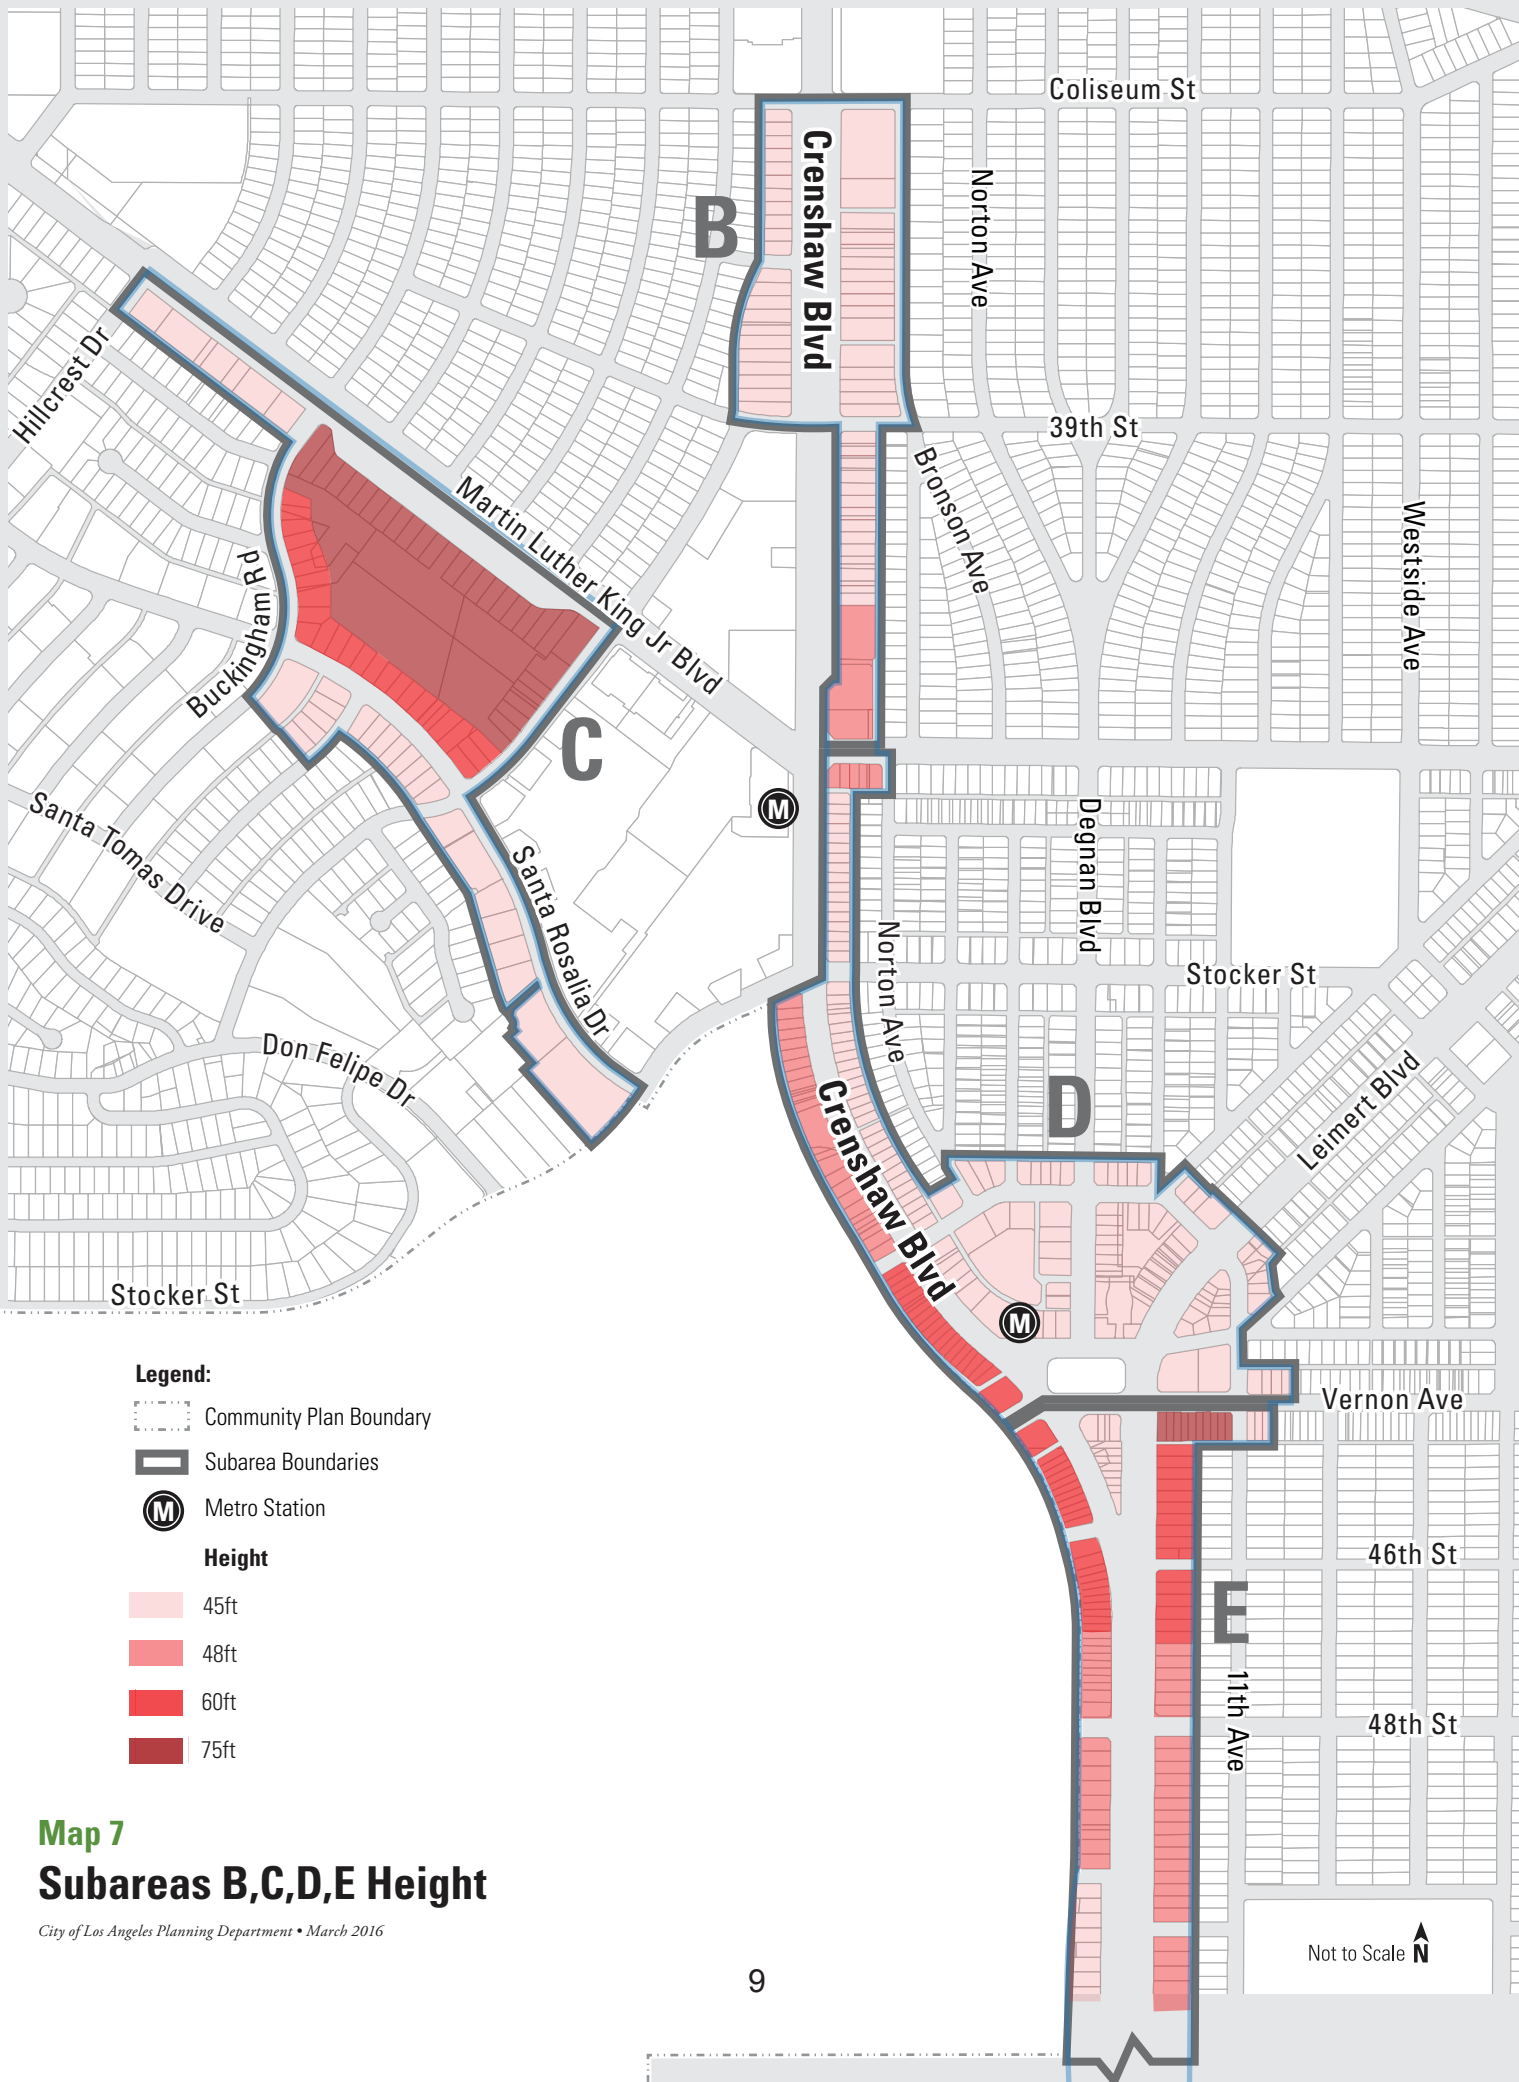 Coliseum St
Crenshaw Blvd
B
Norton Ave
Hillcrest Dr
39th St
Bronson Ave
Martin Luther King Jr Blvd
Westside Ave
Buckingham Rd
C
M
Santa Tomas Drive
Degnan Blvd
Santa Rosalia Dr
Norton Ave
Stocker St
Don Felipe Dr
Crenshaw Blvd
D
Leimert Blvd
Stocker St
M
Vernon Ave
Legend:
Community Plan Boundary
Subarea Boundaries
M Metro Station
Height
45ft
48ft
60ft
75ft
46th St
E
11th Ave
48th St
Map 7
Subareas B,C,D,E Height
City of Los Angeles Planning Department • March 2016
Not to Scale N
9